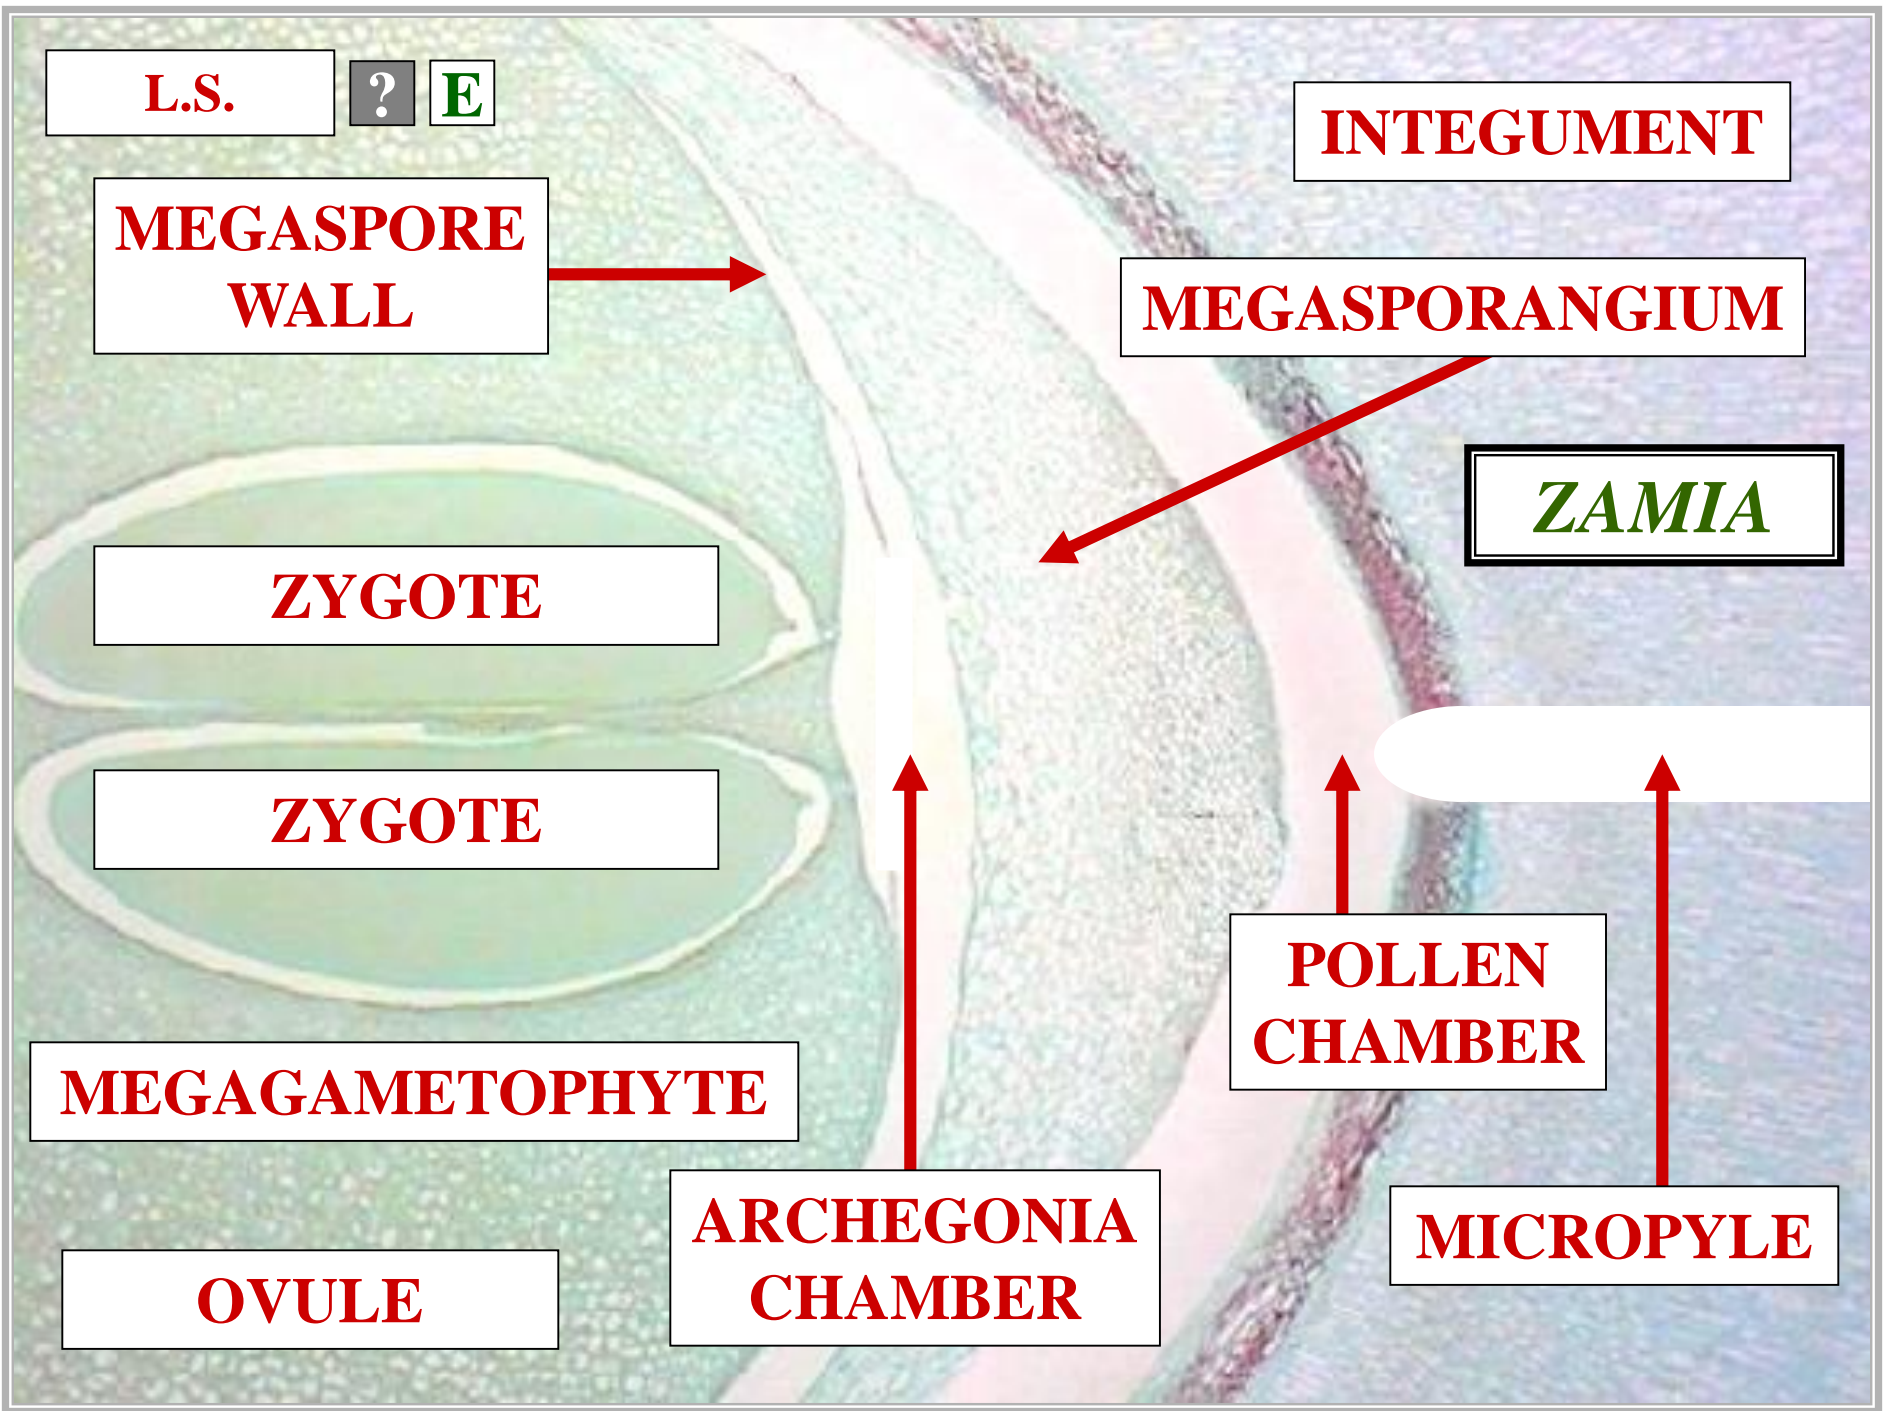 L.S. ? E
INTEGUMENT
MEGASPORE
WALL
MEGASPORANGIUM
ZAMIA
ZYGOTE
ZYGOTE
POLLEN
CHAMBER
MEGAGAMETOPHYTE
ARCHEGONIA
CHAMBER
MICROPYLE
OVULE